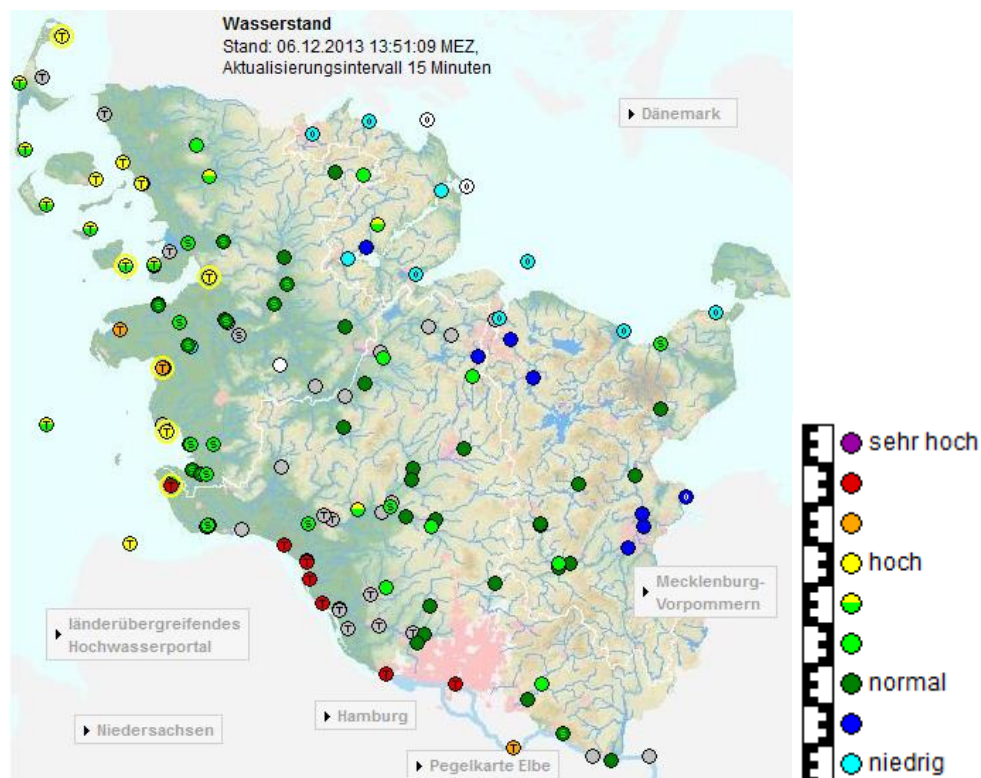 Wasserstand
Stand: 06.12.2013 13:51:09 MEZ,
Aktualisierungsintervall 15 Minuten
Dänemark
sehr hoch
hoch
Mecklenburg-
Vorpommern
länderübergreifendes
Hochwasserportal
normal
Hamburg
Niedersachsen
Pegelkarte Elbe
niedrig